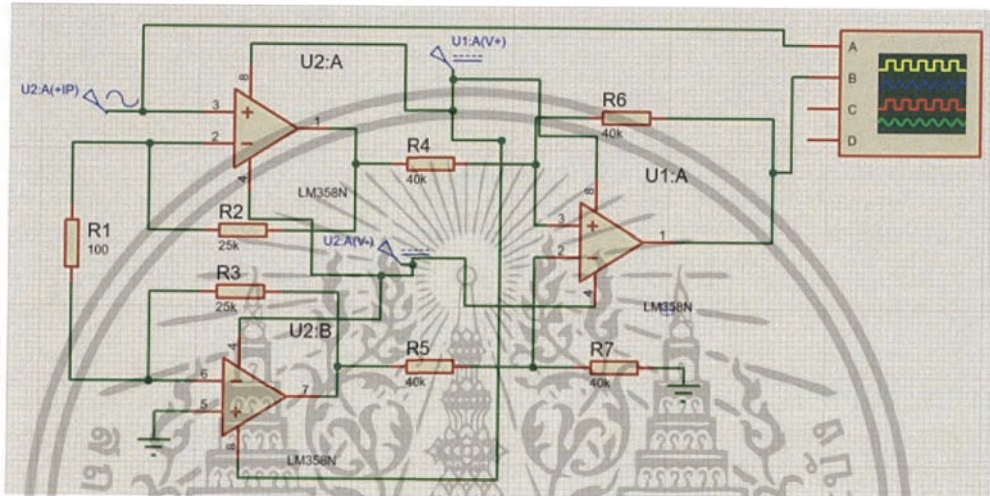 U1:A(V+)
A
B
C
D
U2:A
U2:A(+IP)
8
3
2
1
4
R6
40k
R4
40k
U1:A
8
LM358N
R2
25k
R1
100
U2:A(V-)
3
2
1
4
R3
25k
LM358N
U2:B
4
R5
40k
R7
40k
6
5
7
8
LM358N